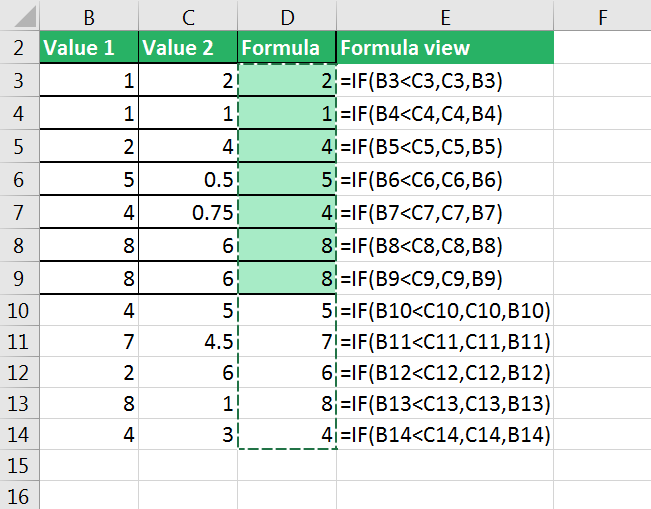 B C D E F
2 Value 1 Value 2 Formula Formula view
3 1 2 2 =IF(B3<C3,C3,B3)
4 1 1 1 =IF(B4<C4,C4,B4)
5 2 4 4 =IF(B5<C5,C5,B5)
6 5 0.5 5 =IF(B6<C6,C6,B6)
7 4 0.75 4 =IF(B7<C7,C7,B7)
8 8 6 8 =IF(B8<C8,C8,B8)
9 8 6 8 =IF(B9<C9,C9,B9)
10 4 5 5 =IF(B10<C10,C10,B10)
11 7 4.5 7 =IF(B11<C11,C11,B11)
12 2 6 6 =IF(B12<C12,C12,B12)
13 8 1 8 =IF(B13<C13,C13,B13)
14 4 3 4 =IF(B14<C14,C14,B14)
15
16